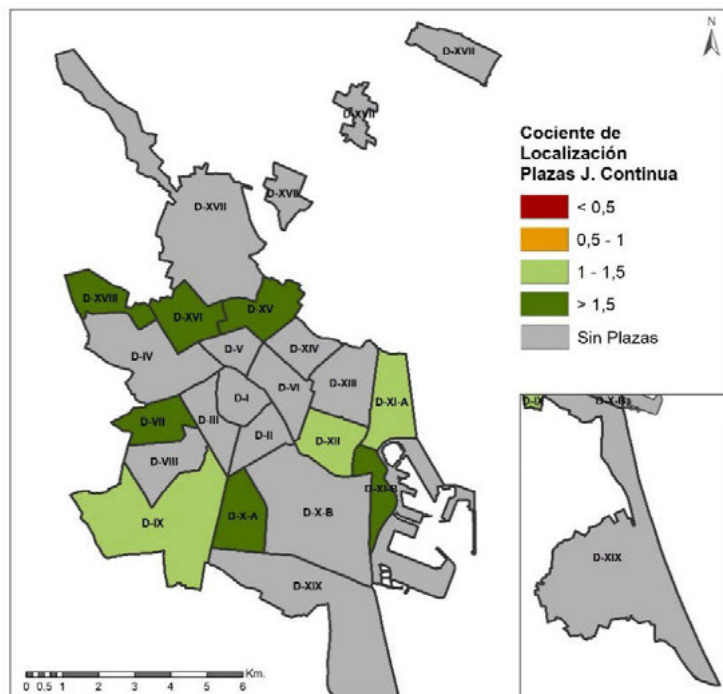 N
D-XVII
D-XVII
D-XVII
D-XVII
Cociente de
Localización
Plazas J. Continua
< 0,5
0,5 - 1
1 - 1,5
> 1,5
Sin Plazas
D-XVIII
D-XVI
D-XV
D-IV
D-V
D-XIV
D-VI
D-XIII
D-I
D-XI-A
D-VII
D-III
D-II
D-XII
D-VIII
D-IX
D-X-A
D-X-B
D-XI-B
D-XIX
D-IX
D-X-B
D-XIX
Km.
0 0,5 1 2 3 4 5 6